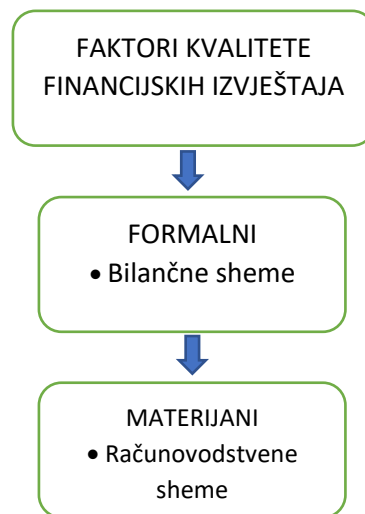 FAKTORI KVALITETE
FINANCIJSKIH IZVJEŠTAJA
FORMALNI
• Bilančne sheme
MATERIJANI
• Računovodstvene
sheme